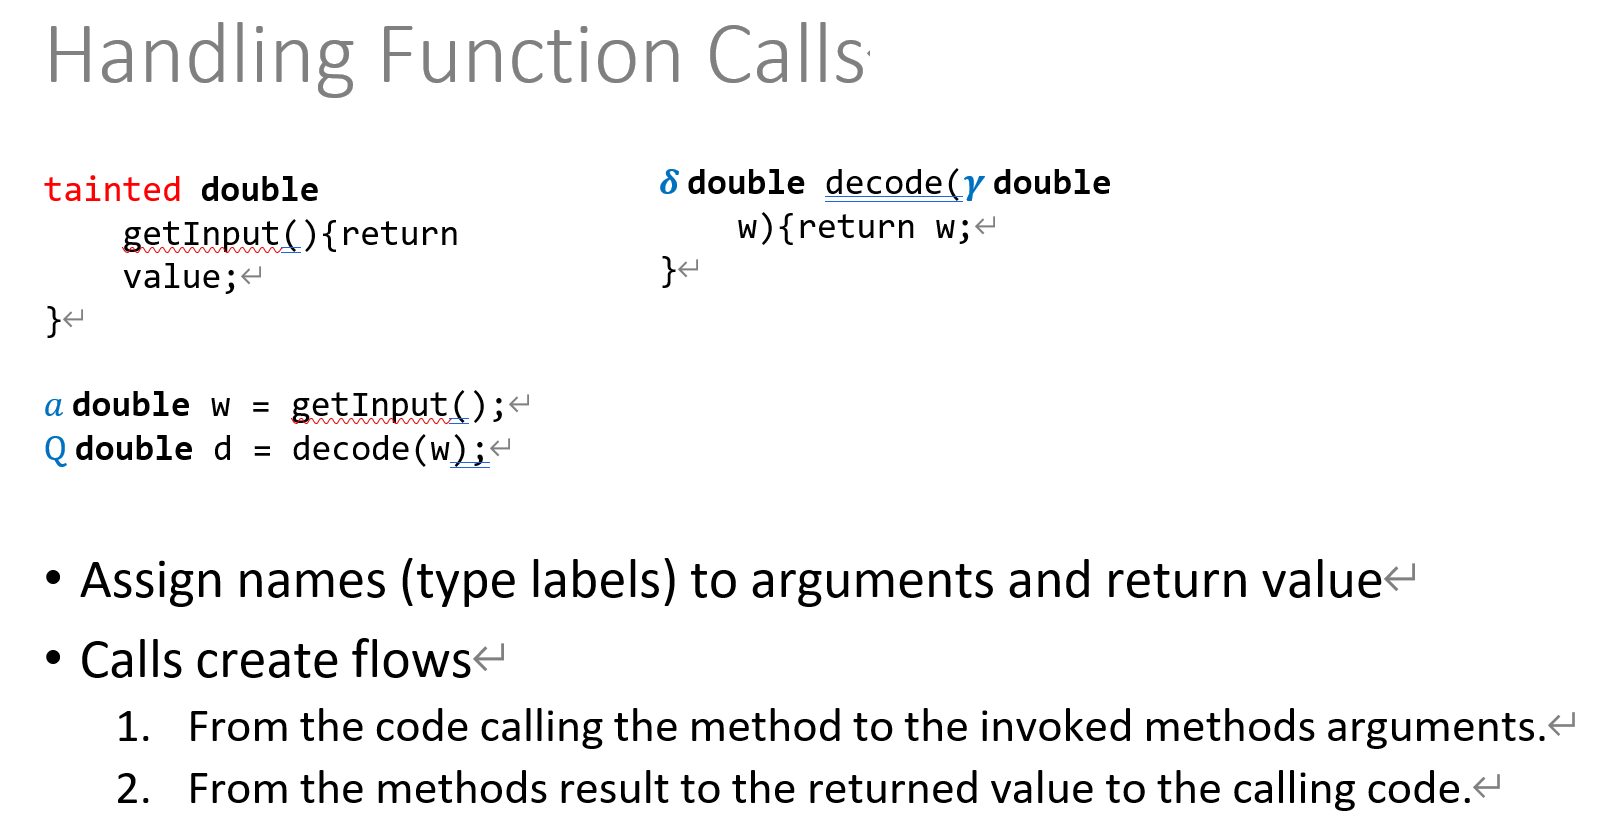 Handling Function Calls
tainted double
getInput(){return
value;↵
}↵
δ double decode(γ double
w){return w;↵
}↵
a double w = getInput();↵
Q double d = decode(w);↵
• Assign names (type labels) to arguments and return value↵
• Calls create flows↵
1. From the code calling the method to the invoked methods arguments.↵
2. From the methods result to the returned value to the calling code.↵